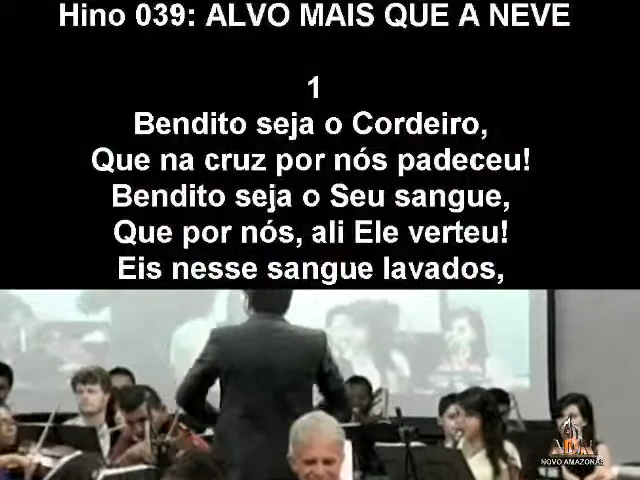 Hino 039: ALVO MAIS QUE A NEVE
1
Bendito seja o Cordeiro,
Que na cruz por nós padeceu!
Bendito seja o Seu sangue,
Que por nós, ali Ele verteu!
Eis nesse sangue lavados,
NOVO AMAZONAS